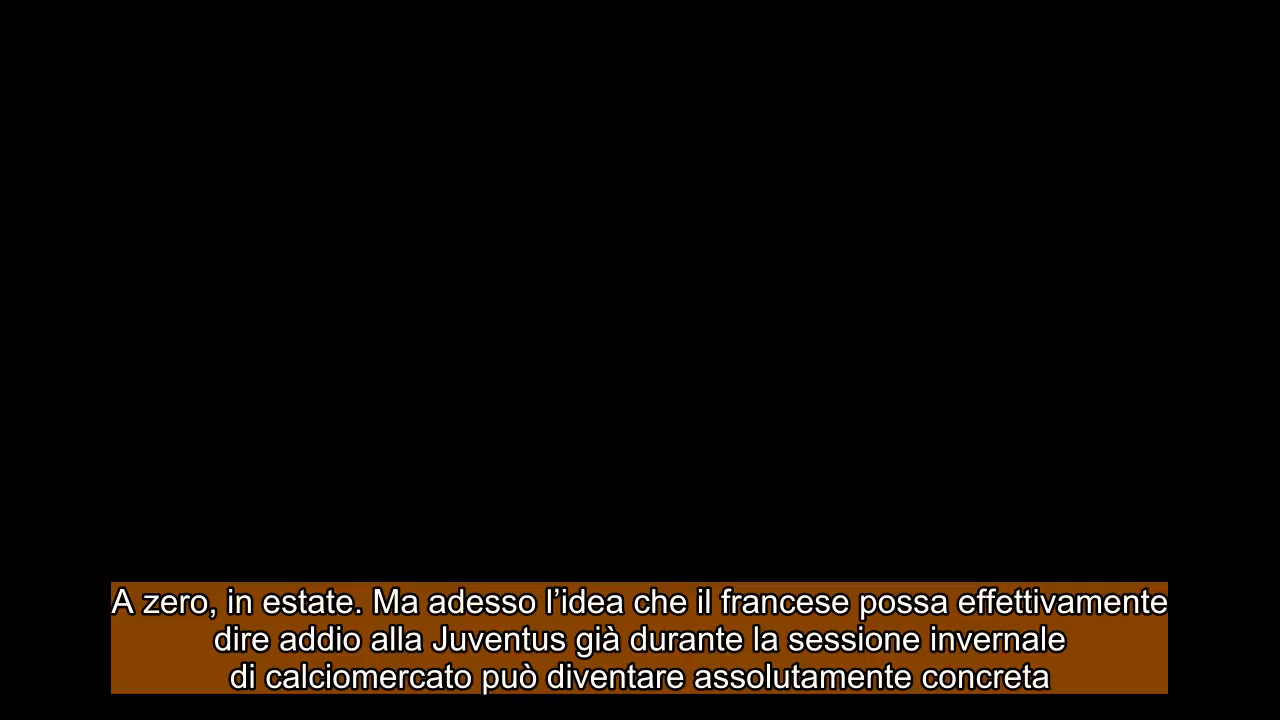 A zero, in estate. Ma adesso l’idea che il francese possa effettivamente
dire addio alla Juventus già durante la sessione invernale
di calciomercato può diventare assolutamente concreta